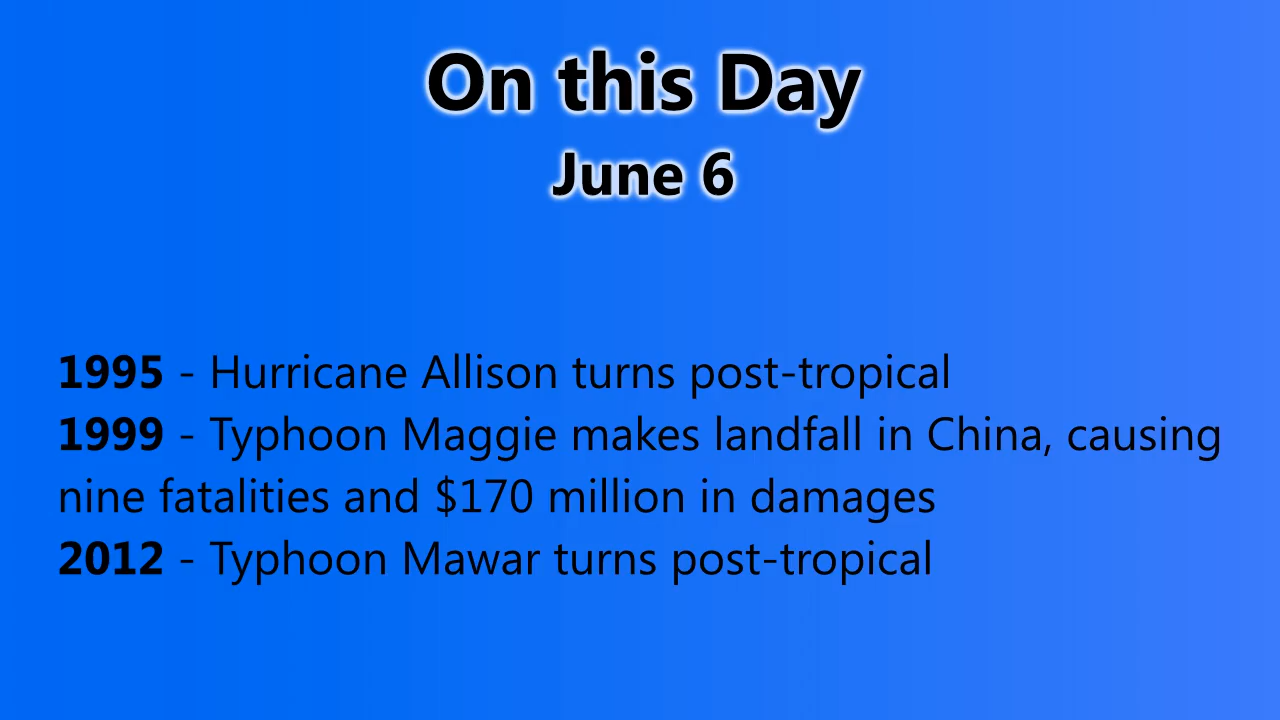 On this Day
June 6
1995 - Hurricane Allison turns post-tropical
1999 - Typhoon Maggie makes landfall in China, causing
nine fatalities and $170 million in damages
2012 - Typhoon Mawar turns post-tropical